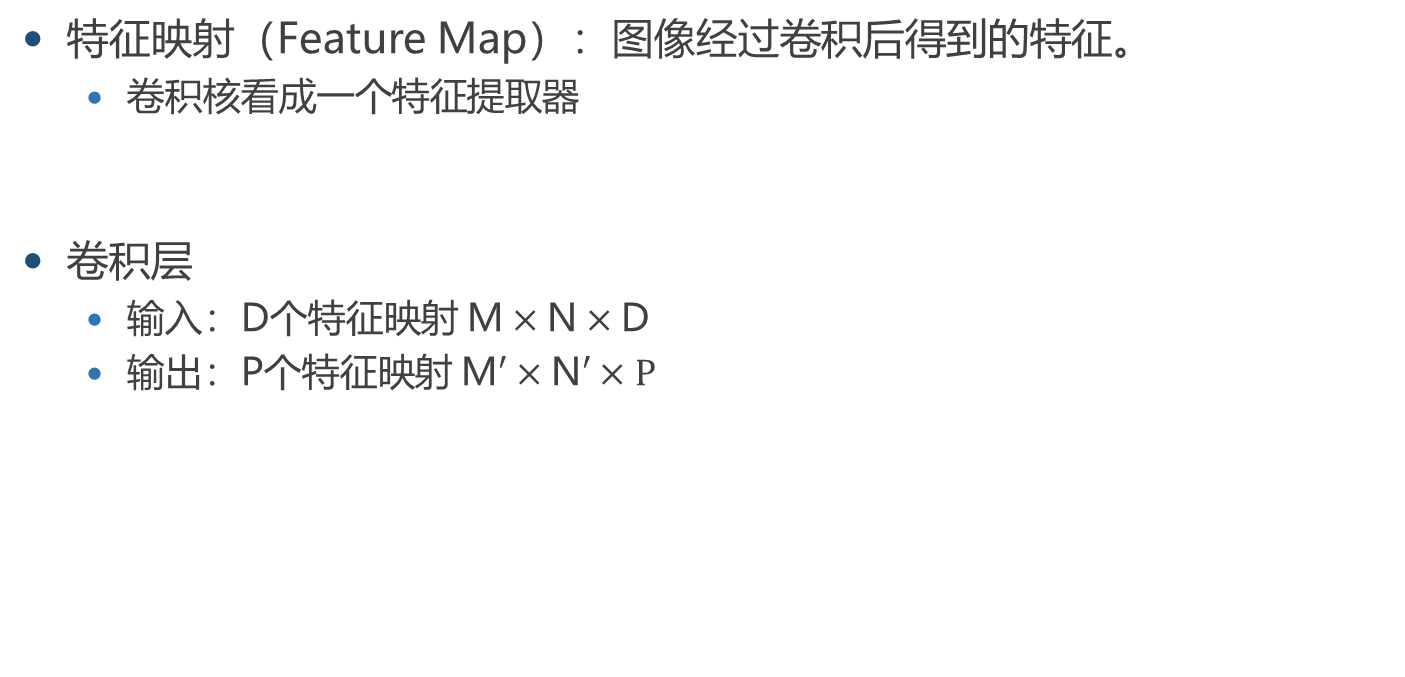 • 特征映射（Feature Map）：图像经过卷积后得到的特征。
• 卷积核看成一个特征提取器
• 卷积层
• 输入：D个特征映射 M × N × D
• 输出：P个特征映射 M′ × N′ × P